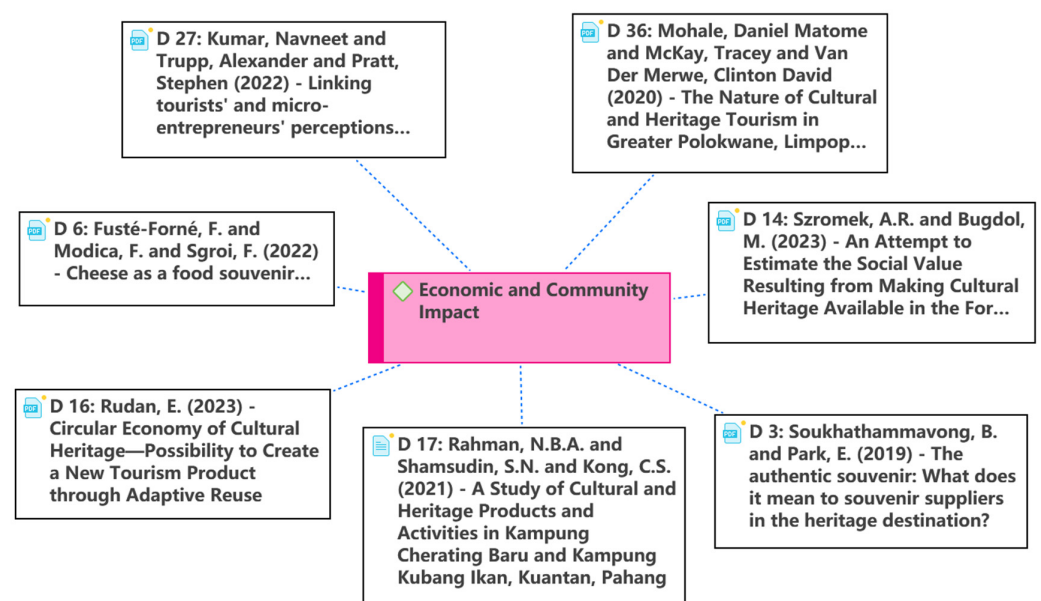 D 27: Kumar, Navneet and
Trupp, Alexander and Pratt,
Stephen (2022) - Linking
tourists' and micro-
entrepreneurs' perceptions...
D 36: Mohale, Daniel Matome
and McKay, Tracey and Van
Der Merwe, Clinton David
(2020) - The Nature of Cultural
and Heritage Tourism in
Greater Polokwane, Limpop...
D 6: Fusté-Forné, F. and
Modica, F. and Sgroi, F. (2022)
- Cheese as a food souvenir...
D 14: Szromek, A.R. and Bugdol,
M. (2023) - An Attempt to
Estimate the Social Value
Resulting from Making Cultural
Heritage Available in the For...
Economic and Community
Impact
D 16: Rudan, E. (2023) -
Circular Economy of Cultural
Heritage—Possibility to Create
a New Tourism Product
through Adaptive Reuse
D 17: Rahman, N.B.A. and
Shamsudin, S.N. and Kong, C.S.
(2021) - A Study of Cultural and
Heritage Products and
Activities in Kampung
Cherating Baru and Kampung
Kubang Ikan, Kuantan, Pahang
D 3: Soukhathammavong, B.
and Park, E. (2019) - The
authentic souvenir: What does
it mean to souvenir suppliers
in the heritage destination?
PDF
PDF
PDF
PDF
PDF
PDF